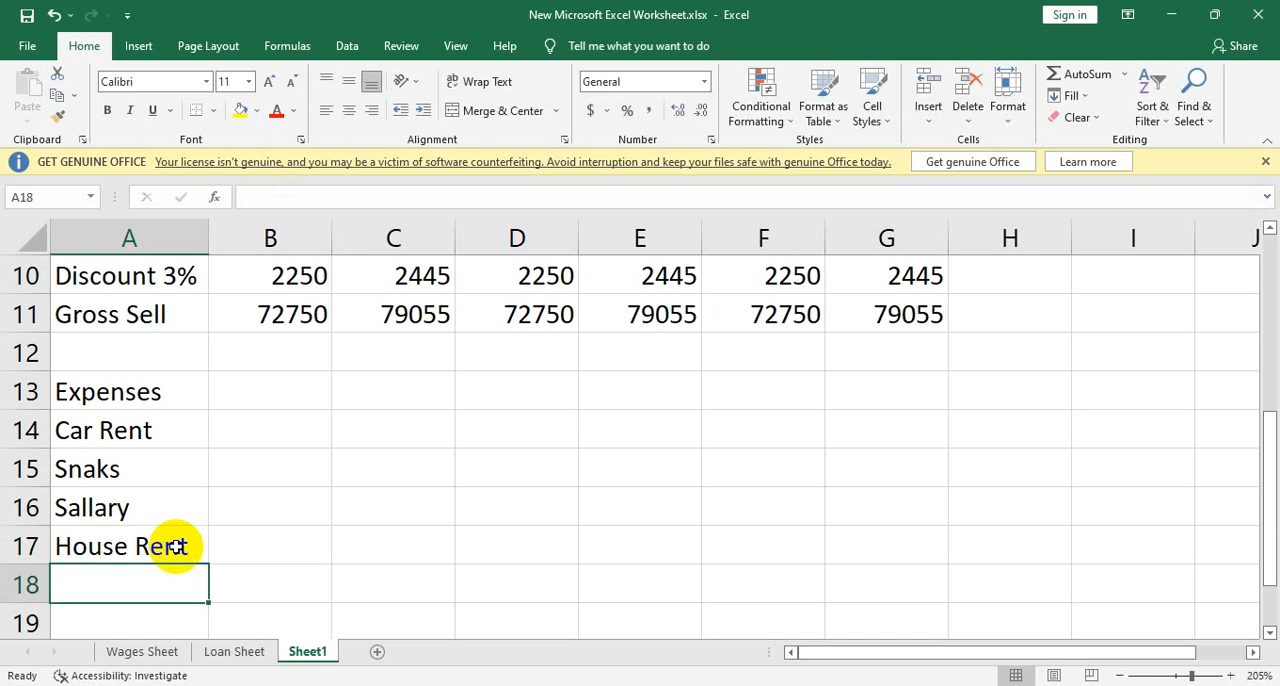 New Microsoft Excel Worksheet.xlsx - Excel
Sign in
File Home Insert Page Layout Formulas Data Review View Help Tell me what you want to do Share
Paste
Clipboard
Calibri 11
B I U
Font
Wrap Text
Merge & Center
Alignment
General
$ % ,
Number
Conditional Formatting
Format as Table
Cell Styles
Styles
Insert Delete Format
Cells
AutoSum
Fill
Clear
Sort & Filter
Find & Select
Editing
GET GENUINE OFFICE Your license isn't genuine, and you may be a victim of software counterfeiting. Avoid interruption and keep your files safe with genuine Office today. Get genuine Office Learn more
A18 fx
A B C D E F G H I J
10 Discount 3% 2250 2445 2250 2445 2250 2445
11 Gross Sell 72750 79055 72750 79055 72750 79055
12
13 Expenses
14 Car Rent
15 Snaks
16 Sallary
17 House Rent
18
19
Wages Sheet Loan Sheet Sheet1
Ready Accessibility: Investigate 205%